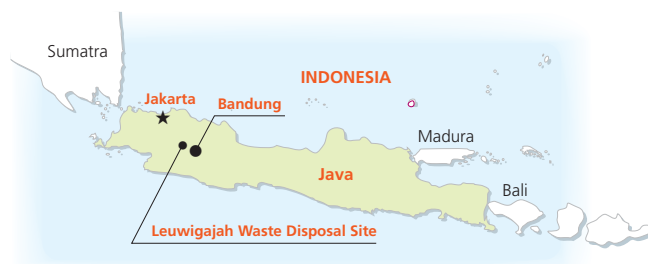 Sumatra
INDONESIA
Jakarta
Bandung
Madura
Java
Bali
Leuwigajah Waste Disposal Site